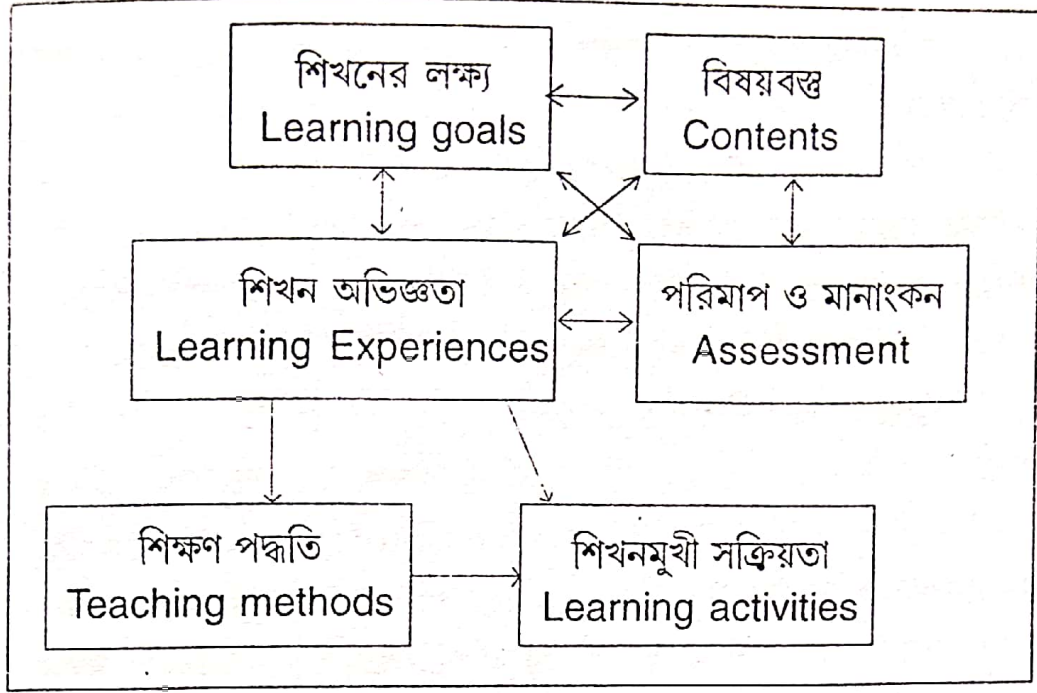 শিখনের লক্ষ্য
Learning goals
বিষয়বস্তু
Contents
শিখন অভিজ্ঞতা
Learning Experiences
পরিমাপ ও মানাংকন
Assessment
শিক্ষণ পদ্ধতি
Teaching methods
শিখনমুখী সক্রিয়তা
Learning activities